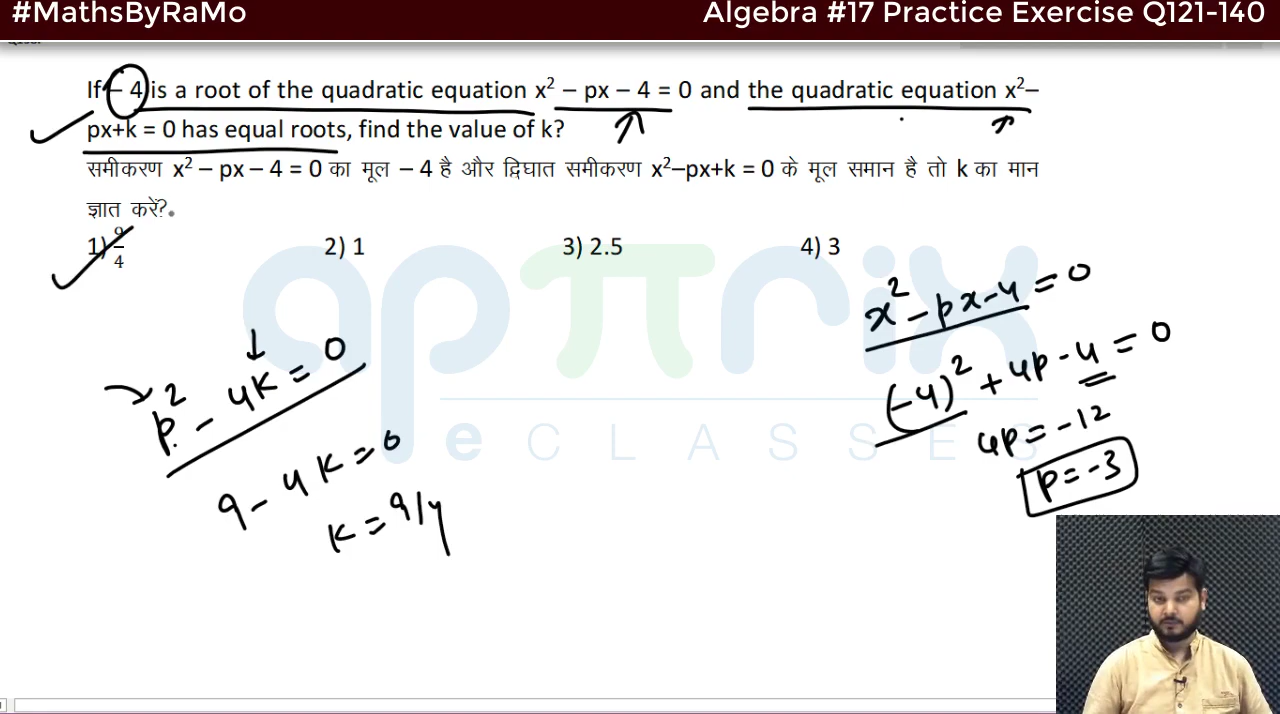 #MathsByRaMo
Algebra #17 Practice Exercise Q121-140
If – 4 is a root of the quadratic equation x² – px – 4 = 0 and the quadratic equation x²–
px+k = 0 has equal roots, find the value of k?
समीकरण x² – px – 4 = 0 का मूल – 4 है और द्विघात समीकरण x²–px+k = 0 के मूल समान है तो k का मान
ज्ञात करें?
1) 9/4 2) 1 3) 2.5 4) 3
apπrix
e CLASSES
p² - 4k = 0
9 - 4k = 0
k = 9/4
x² - px - 4 = 0
(-4)² + 4p - 4 = 0
4p = -12
p = -3